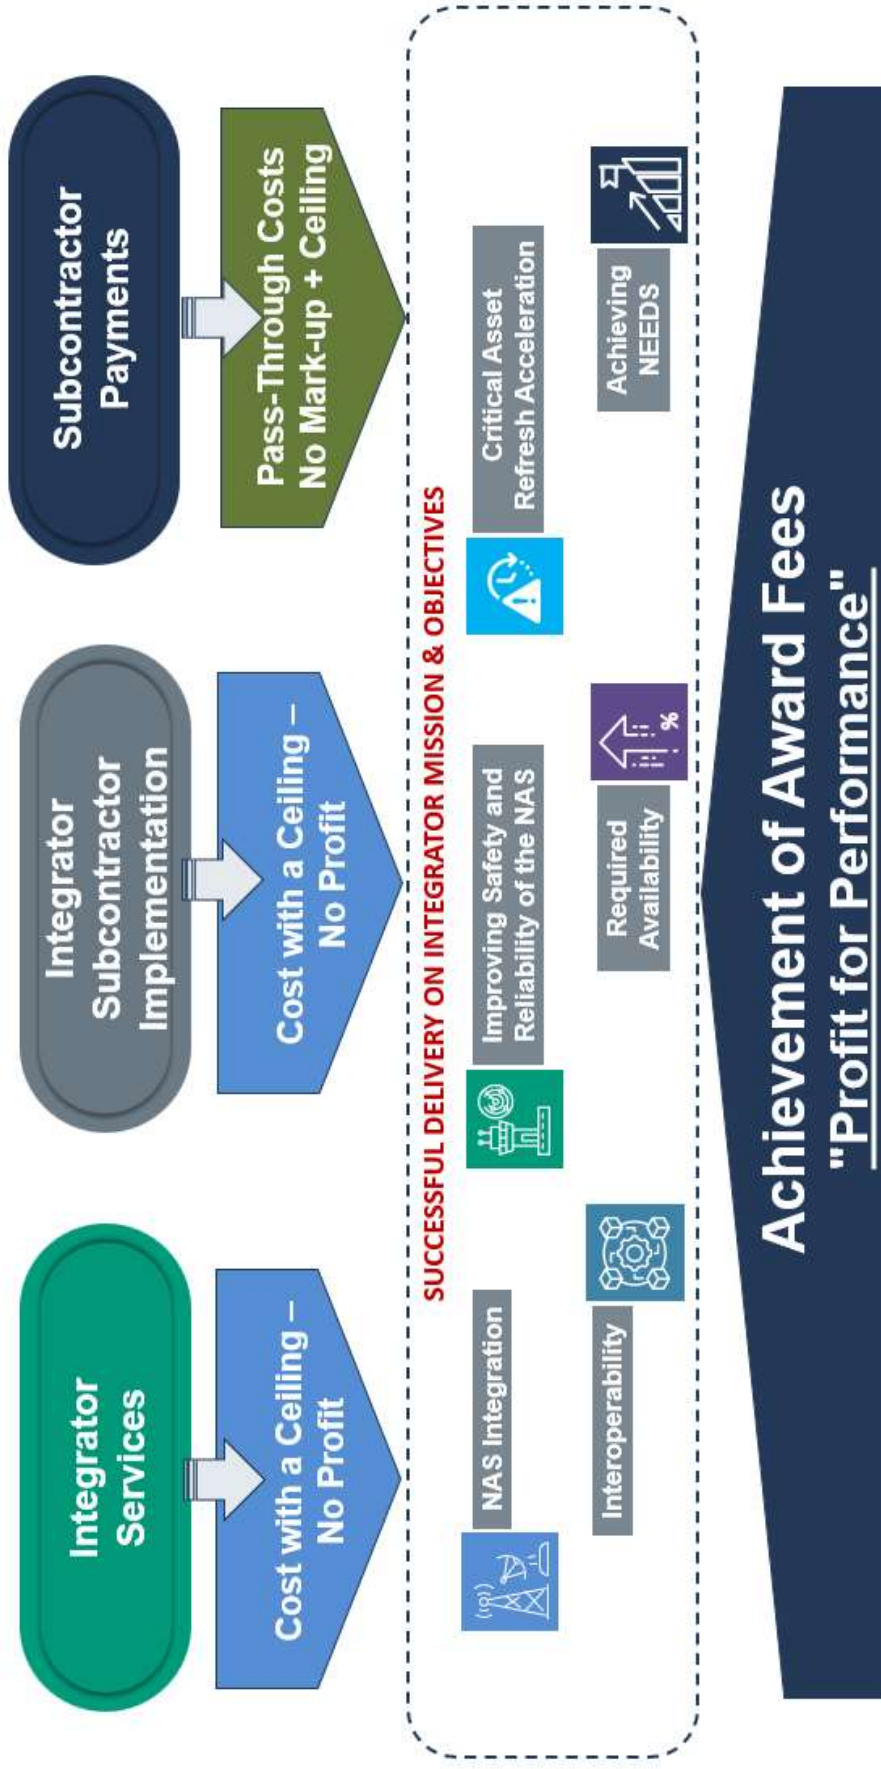 Integrator
Services
Integrator
Subcontractor
Implementation
Subcontractor
Payments
Cost with a Ceiling –
No Profit
Cost with a Ceiling –
No Profit
Pass-Through Costs
No Mark-up + Ceiling
SUCCESSFUL DELIVERY ON INTEGRATOR MISSION & OBJECTIVES
NAS Integration
Improving Safety and
Reliability of the NAS
Critical Asset
Refresh Acceleration
Interoperability
Required
Availability
%
Achieving
NEEDS
Achievement of Award Fees
"Profit for Performance"